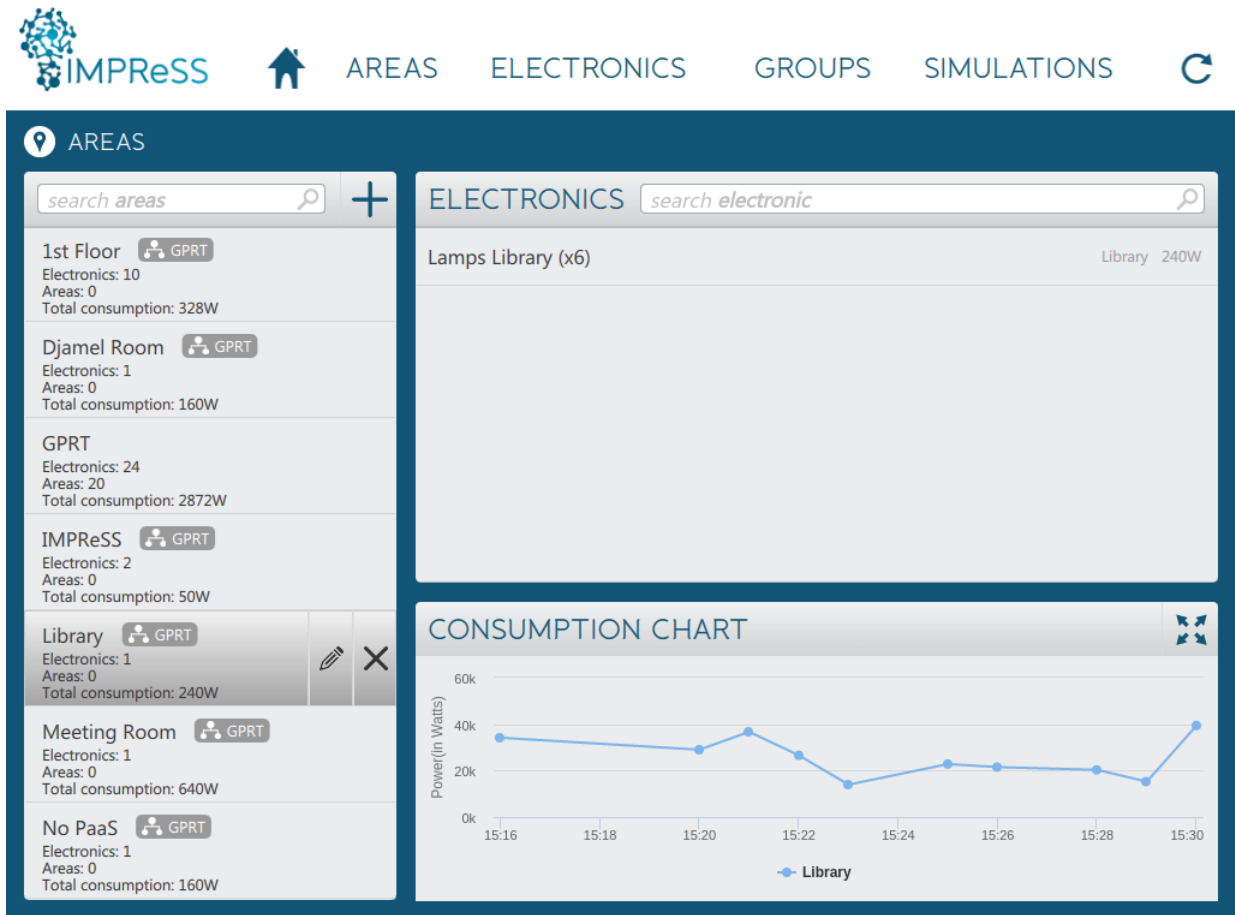 IMPReSS
AREAS ELECTRONICS GROUPS SIMULATIONS
AREAS
search areas
1st Floor GPRT
Electronics: 10
Areas: 0
Total consumption: 328W
Djamel Room GPRT
Electronics: 1
Areas: 0
Total consumption: 160W
GPRT
Electronics: 24
Areas: 20
Total consumption: 2872W
IMPReSS GPRT
Electronics: 2
Areas: 0
Total consumption: 50W
Library GPRT
Electronics: 1
Areas: 0
Total consumption: 240W
Meeting Room GPRT
Electronics: 1
Areas: 0
Total consumption: 640W
No PaaS GPRT
Electronics: 1
Areas: 0
Total consumption: 160W
ELECTRONICS search electronic
Lamps Library (x6) Library 240W
CONSUMPTION CHART
Power(in Watts)
60k
40k
20k
0k
15:16 15:18 15:20 15:22 15:24 15:26 15:28 15:30
Library